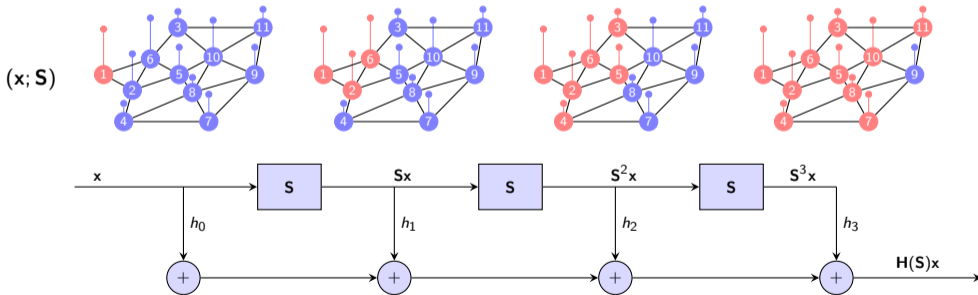 3 11 3 11 3 11 3 11
6 10 6 10 6 10 6 10
(x; S) 1 5 9 1 5 9 1 5 9 1 5 9
2 8 2 8 2 8 2 8
4 7 4 7 4 7 4 7
x Sx S²x S³x
S S S
h₀ h₁ h₂ h₃
H(S)x
+ + + +